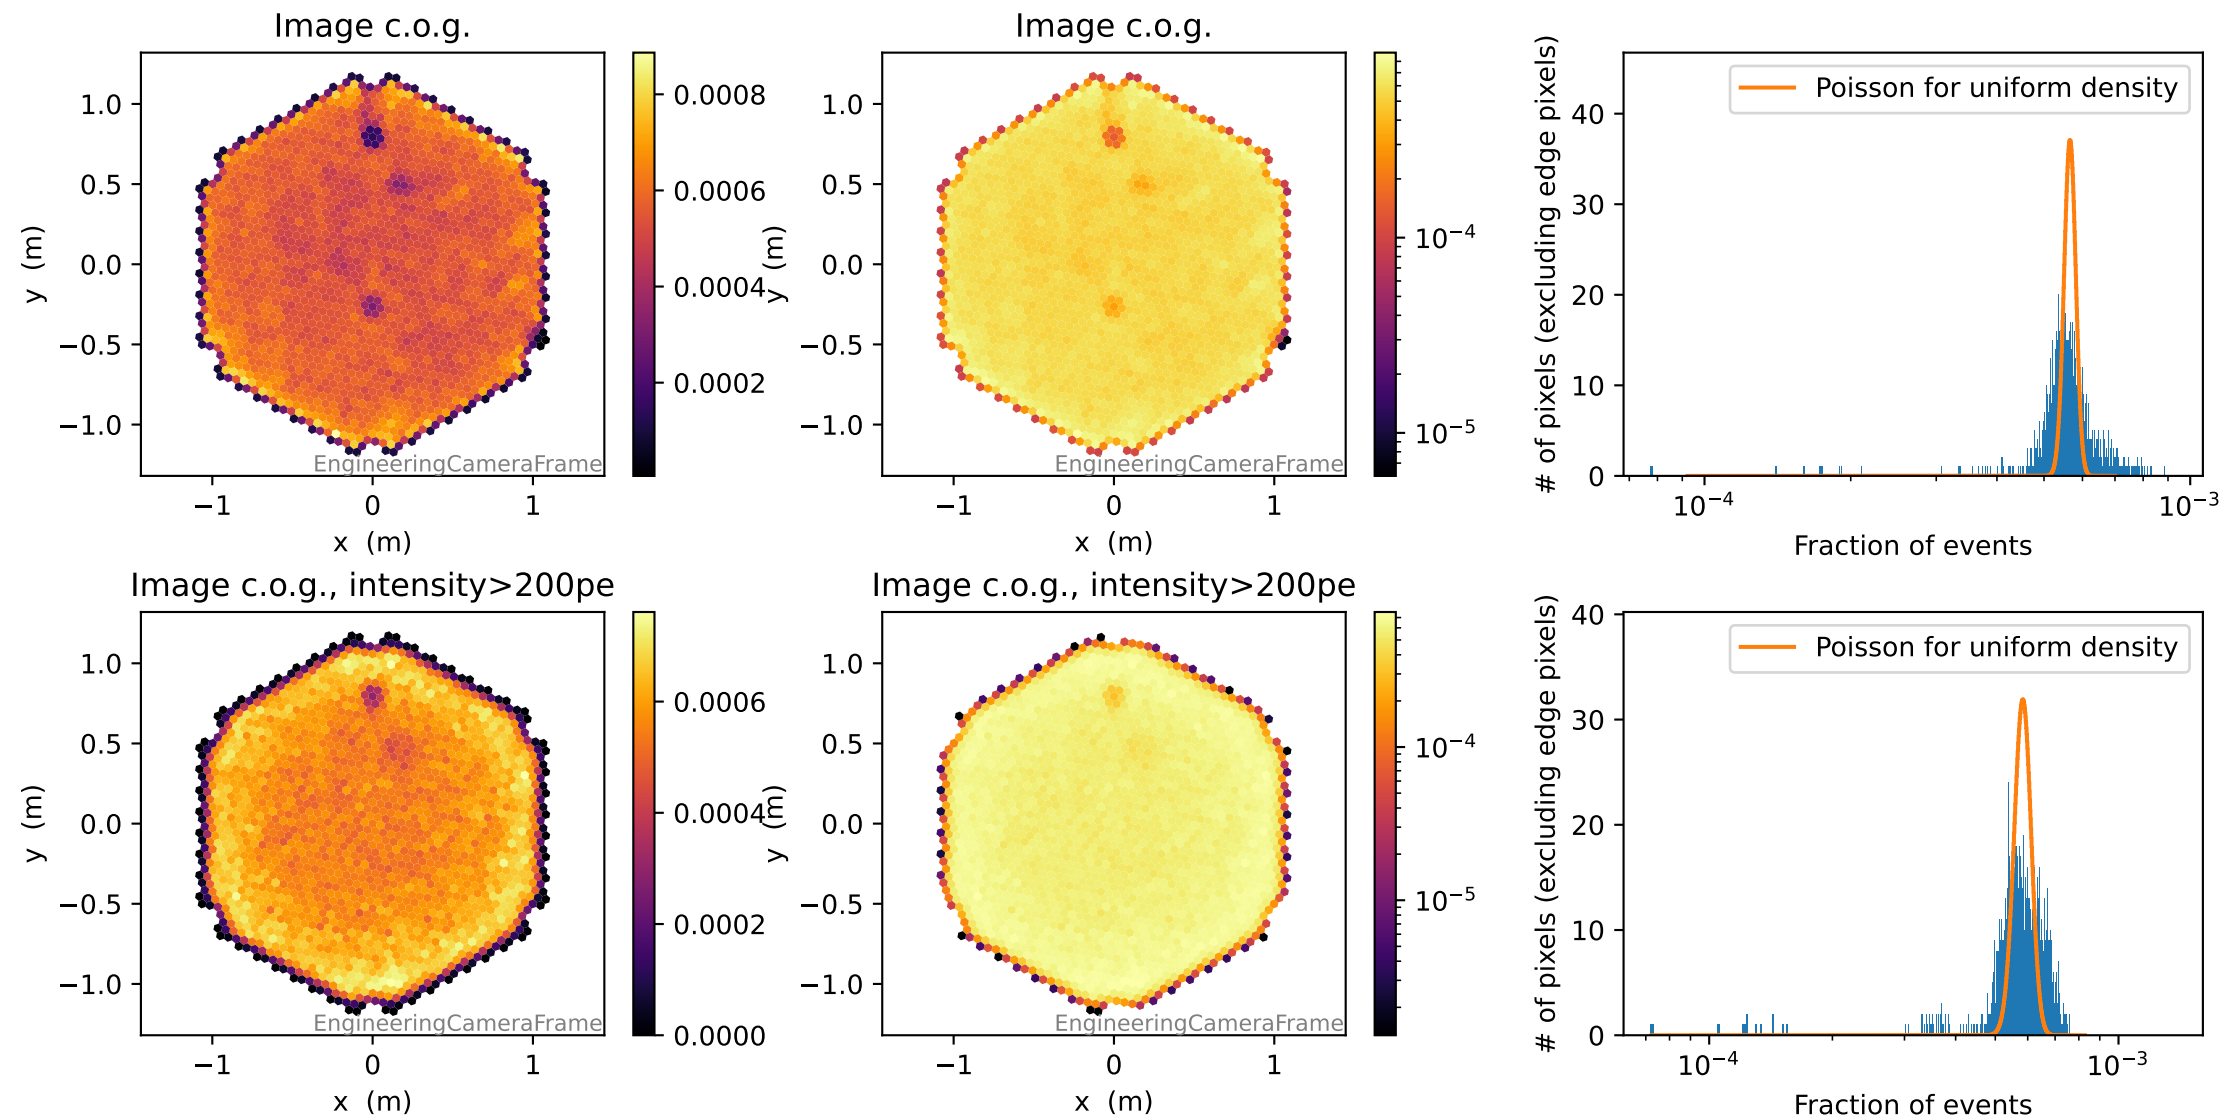 Image c.o.g.
y (m)
1.0
0.5
0.0
−0.5
−1.0
−1 0 1
x (m)
EngineeringCameraFrame
0.0008
0.0006
0.0004
0.0002
Image c.o.g.
y (m)
1.0
0.5
0.0
−0.5
−1.0
−1 0 1
x (m)
EngineeringCameraFrame
10⁻⁴
10⁻⁵
# of pixels (excluding edge pixels)
40
30
20
10
0
Poisson for uniform density
10⁻⁴ 10⁻³
Fraction of events
Image c.o.g., intensity>200pe
y (m)
1.0
0.5
0.0
−0.5
−1.0
−1 0 1
x (m)
EngineeringCameraFrame
0.0006
0.0004
0.0002
0.0000
Image c.o.g., intensity>200pe
y (m)
1.0
0.5
0.0
−0.5
−1.0
−1 0 1
x (m)
EngineeringCameraFrame
10⁻⁴
10⁻⁵
# of pixels (excluding edge pixels)
40
30
20
10
0
Poisson for uniform density
10⁻⁴ 10⁻³
Fraction of events